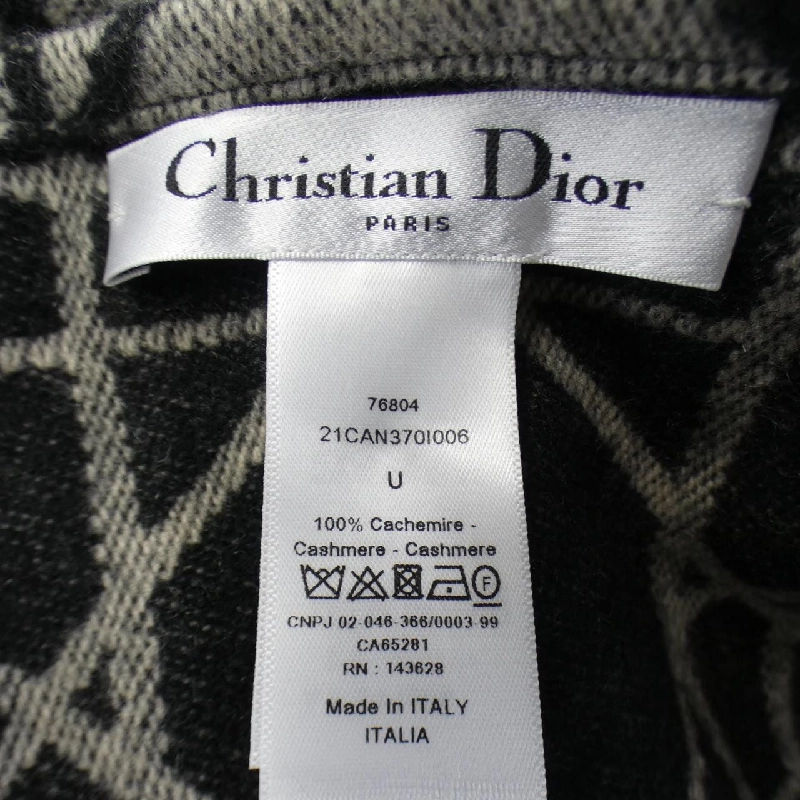 Christian Dior
PARIS
76804
21CAN370I006
U
100% Cachemire -
Cashmere - Cashmere
F
CNPJ 02-046-366/0003-99
CA65281
RN : 143628
Made In ITALY
ITALIA